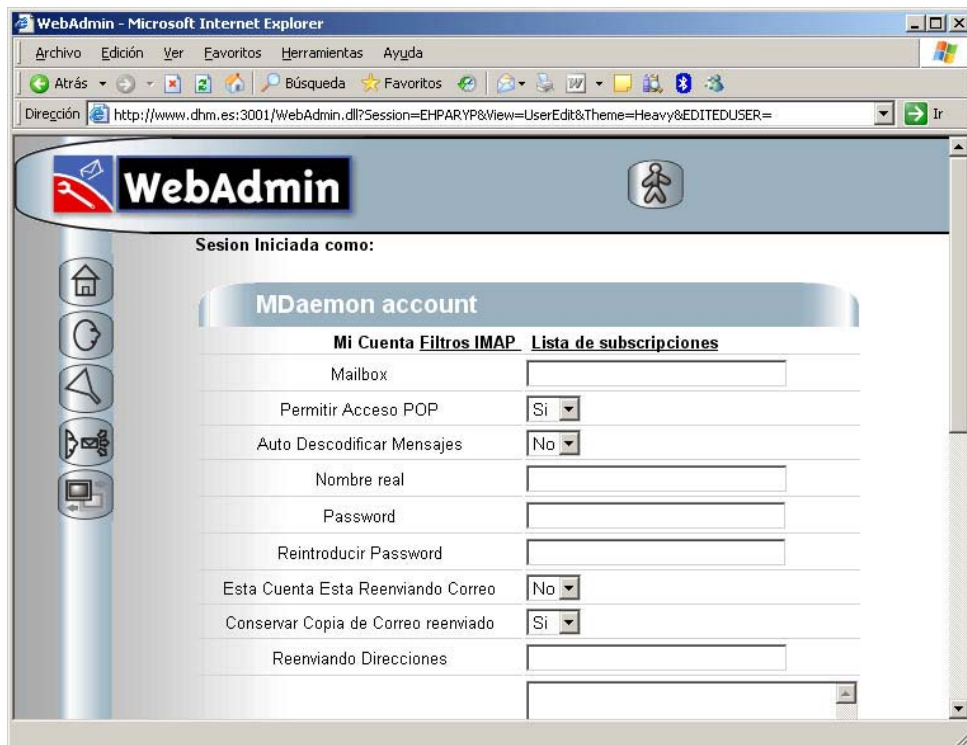 WebAdmin - Microsoft Internet Explorer
Archivo Edición Ver Favoritos Herramientas Ayuda
Atrás Búsqueda Favoritos W
Dirección http://www.dhm.es:3001/WebAdmin.dll?Session=EHPARYP&View=UserEdit&Theme=Heavy&EDITEDUSER= Ir
WebAdmin
Sesion Iniciada como:
MDaemon account
Mi Cuenta Filtros IMAP Lista de subscripciones
Mailbox
Permitir Acceso POP Si
Auto Descodificar Mensajes No
Nombre real
Password
Reintroducir Password
Esta Cuenta Esta Reenviando Correo No
Conservar Copia de Correo reenviado Si
Reenviando Direcciones